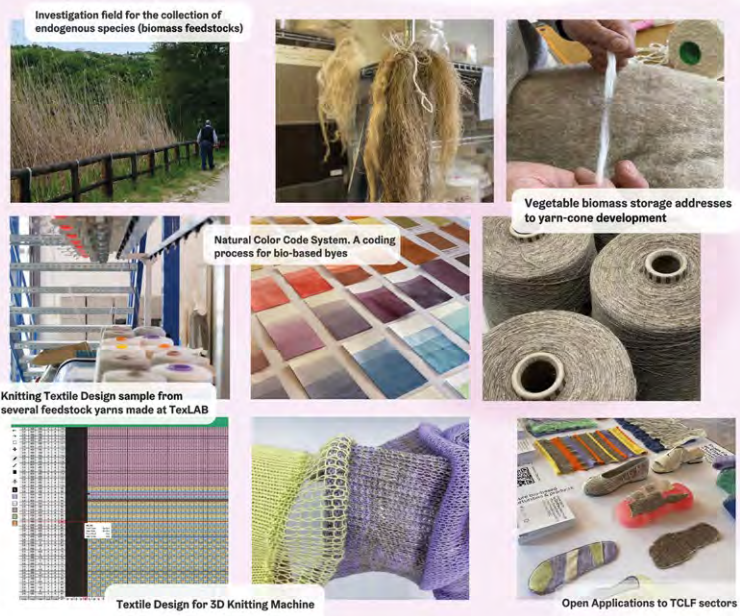 Investigation field for the collection of
endogenous species (biomass feedstocks)
Vegetable biomass storage addresses
to yarn-cone development
Natural Color Code System. A coding
process for bio-based byes
Knitting Textile Design sample from
several feedstock yarns made at TexLAB
Textile Design for 3D Knitting Machine
Open Applications to TCLF sectors